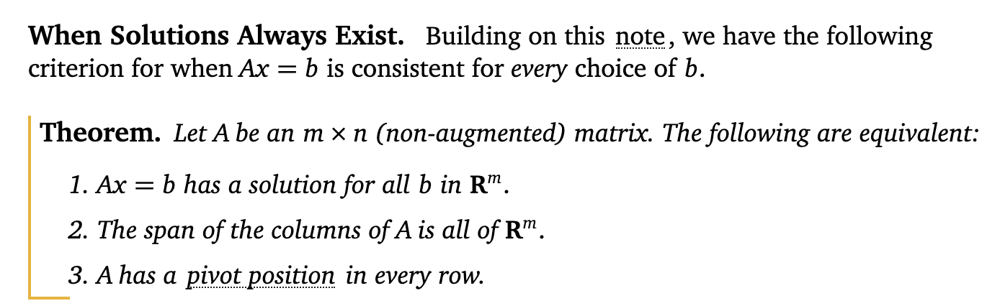 When Solutions Always Exist. Building on this note, we have the following
criterion for when Ax = b is consistent for every choice of b.
Theorem. Let A be an m × n (non-augmented) matrix. The following are equivalent:
1. Ax = b has a solution for all b in Rᵐ.
2. The span of the columns of A is all of Rᵐ.
3. A has a pivot position in every row.